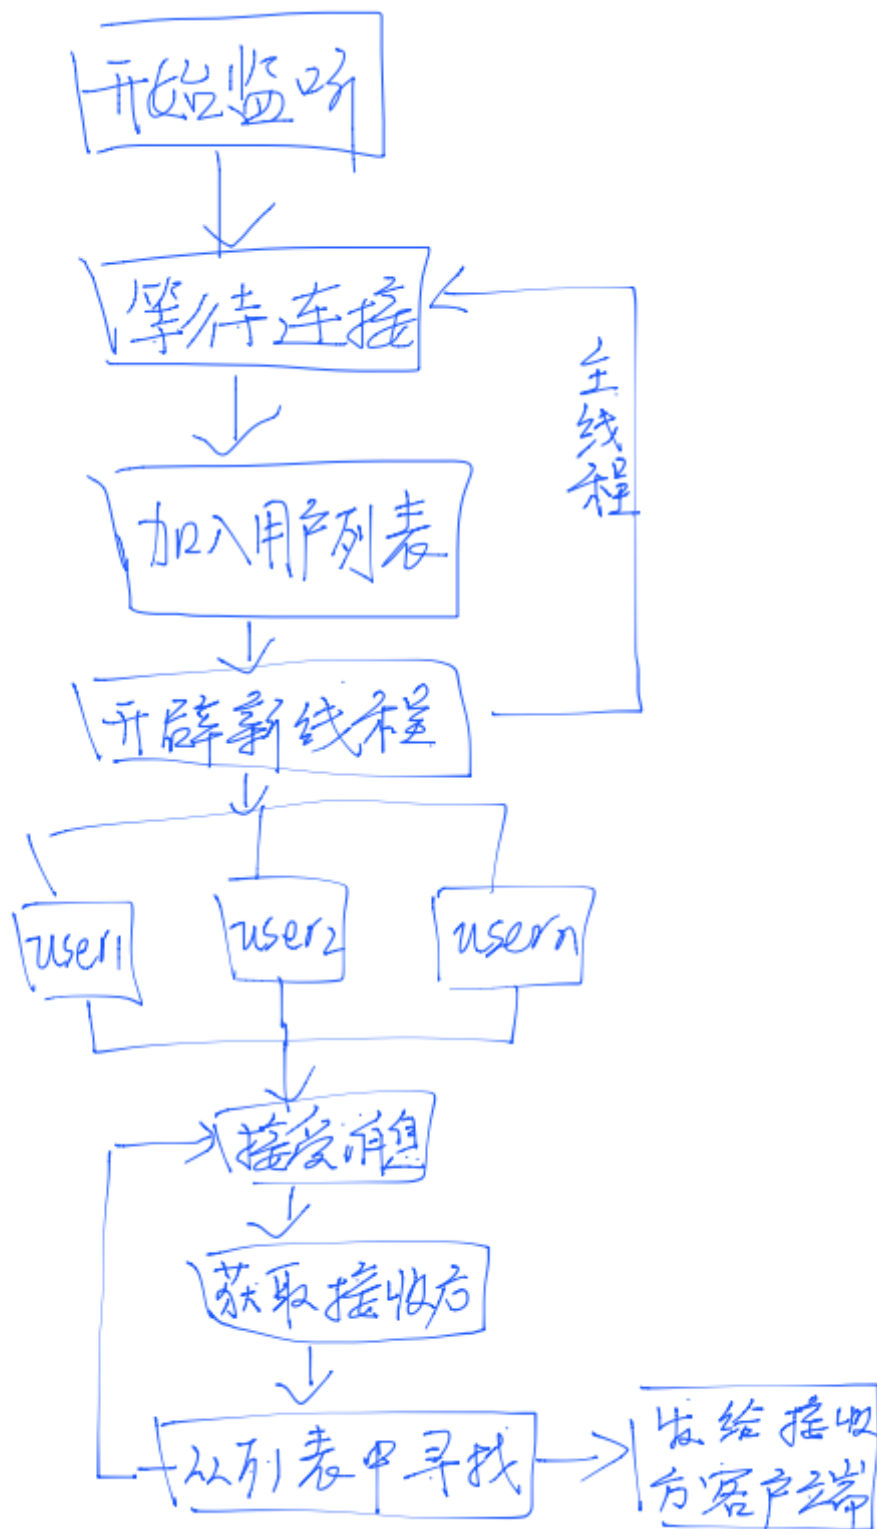 开始监听
等待连接
主线程
加入用户列表
开辟新线程
user1
user2
usern
接受消息
获取接收方
从列表中寻找
发给接收
方客户端